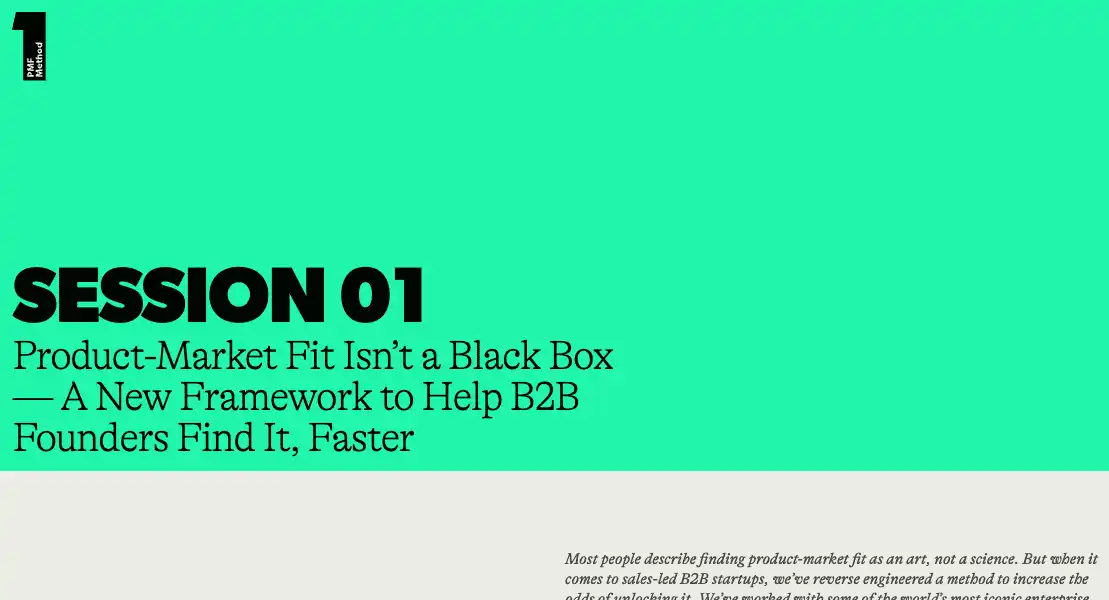 1
PMF
Method
SESSION 01
Product-Market Fit Isn’t a Black Box
— A New Framework to Help B2B
Founders Find It, Faster
Most people describe finding product-market fit as an art, not a science. But when it
comes to sales-led B2B startups, we’ve reverse engineered a method to increase the
odds of unlocking it. We’ve worked with some of the world’s most iconic enterprise